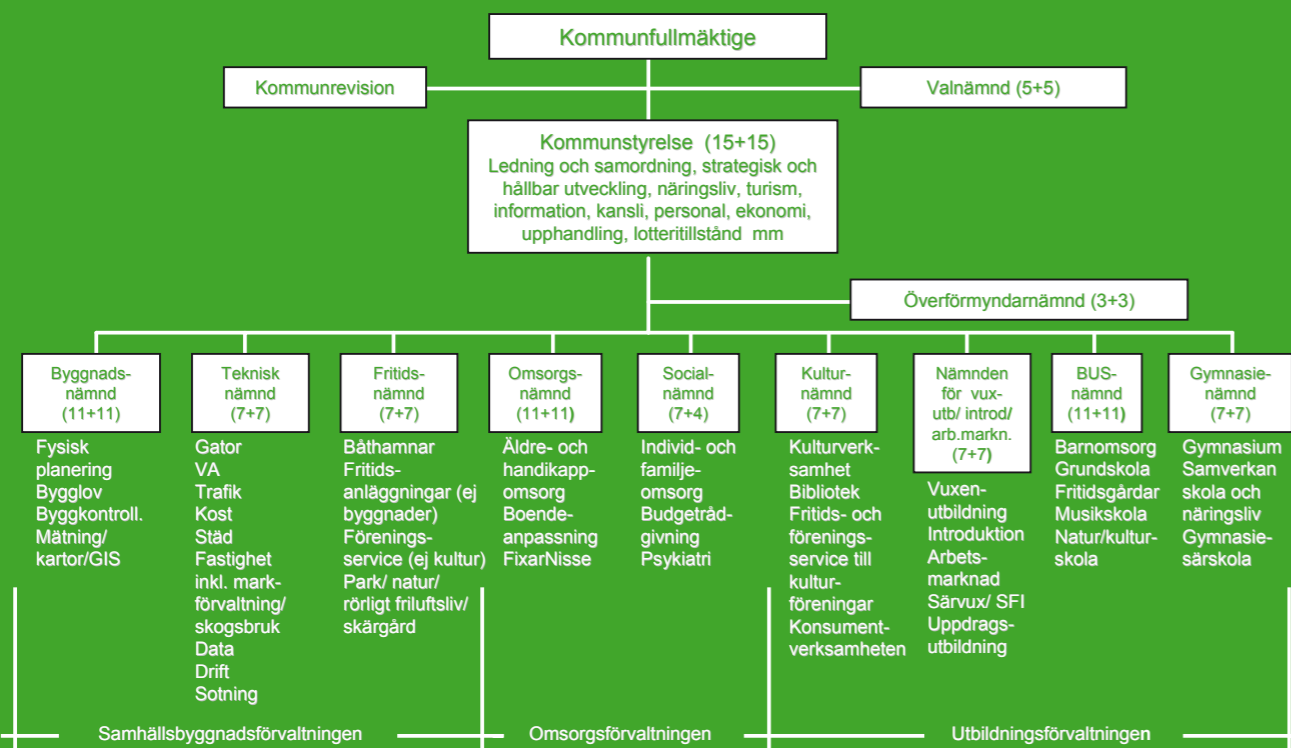 Kommunfullmäktige
Kommunrevision
Valnämnd (5+5)
Kommunstyrelse (15+15)
Ledning och samordning, strategisk och
hållbar utveckling, näringsliv, turism,
information, kansli, personal, ekonomi,
upphandling, lotteritillstånd mm
Överförmyndarnämnd (3+3)
Byggnads-
nämnd
(11+11)
Fysisk
planering
Bygglov
Byggkontroll.
Mätning/
kartor/GIS
Teknisk
nämnd
(7+7)
Gator
VA
Trafik
Kost
Städ
Fastighet
inkl. mark-
förvaltning/
skogsbruk
Data
Drift
Sotning
Fritids-
nämnd
(7+7)
Båthamnar
Fritids-
anläggningar (ej
byggnader)
Förenings-
service (ej kultur)
Park/ natur/
rörligt friluftsliv/
skärgård
Omsorgs-
nämnd
(11+11)
Äldre- och
handikapp-
omsorg
Boende-
anpassning
FixarNisse
Social-
nämnd
(7+4)
Individ- och
familje-
omsorg
Budgetråd-
givning
Psykiatri
Kultur-
nämnd
(7+7)
Kulturverk-
samhet
Bibliotek
Fritids- och
förenings-
service till
kultur-
föreningar
Konsument-
verksamheten
Nämnden
för vux-
utb/ introd/
arb.markn.
(7+7)
Vuxen-
utbildning
Introduktion
Arbets-
marknad
Särvux/ SFI
Uppdrags-
utbildning
BUS-
nämnd
(11+11)
Barnomsorg
Grundskola
Fritidsgårdar
Musikskola
Natur/kultur-
skola
Gymnasie-
nämnd
(7+7)
Gymnasium
Samverkan
skola och
näringsliv
Gymnasie-
särskola
Samhällsbyggnadsförvaltningen
Omsorgsförvaltningen
Utbildningsförvaltningen